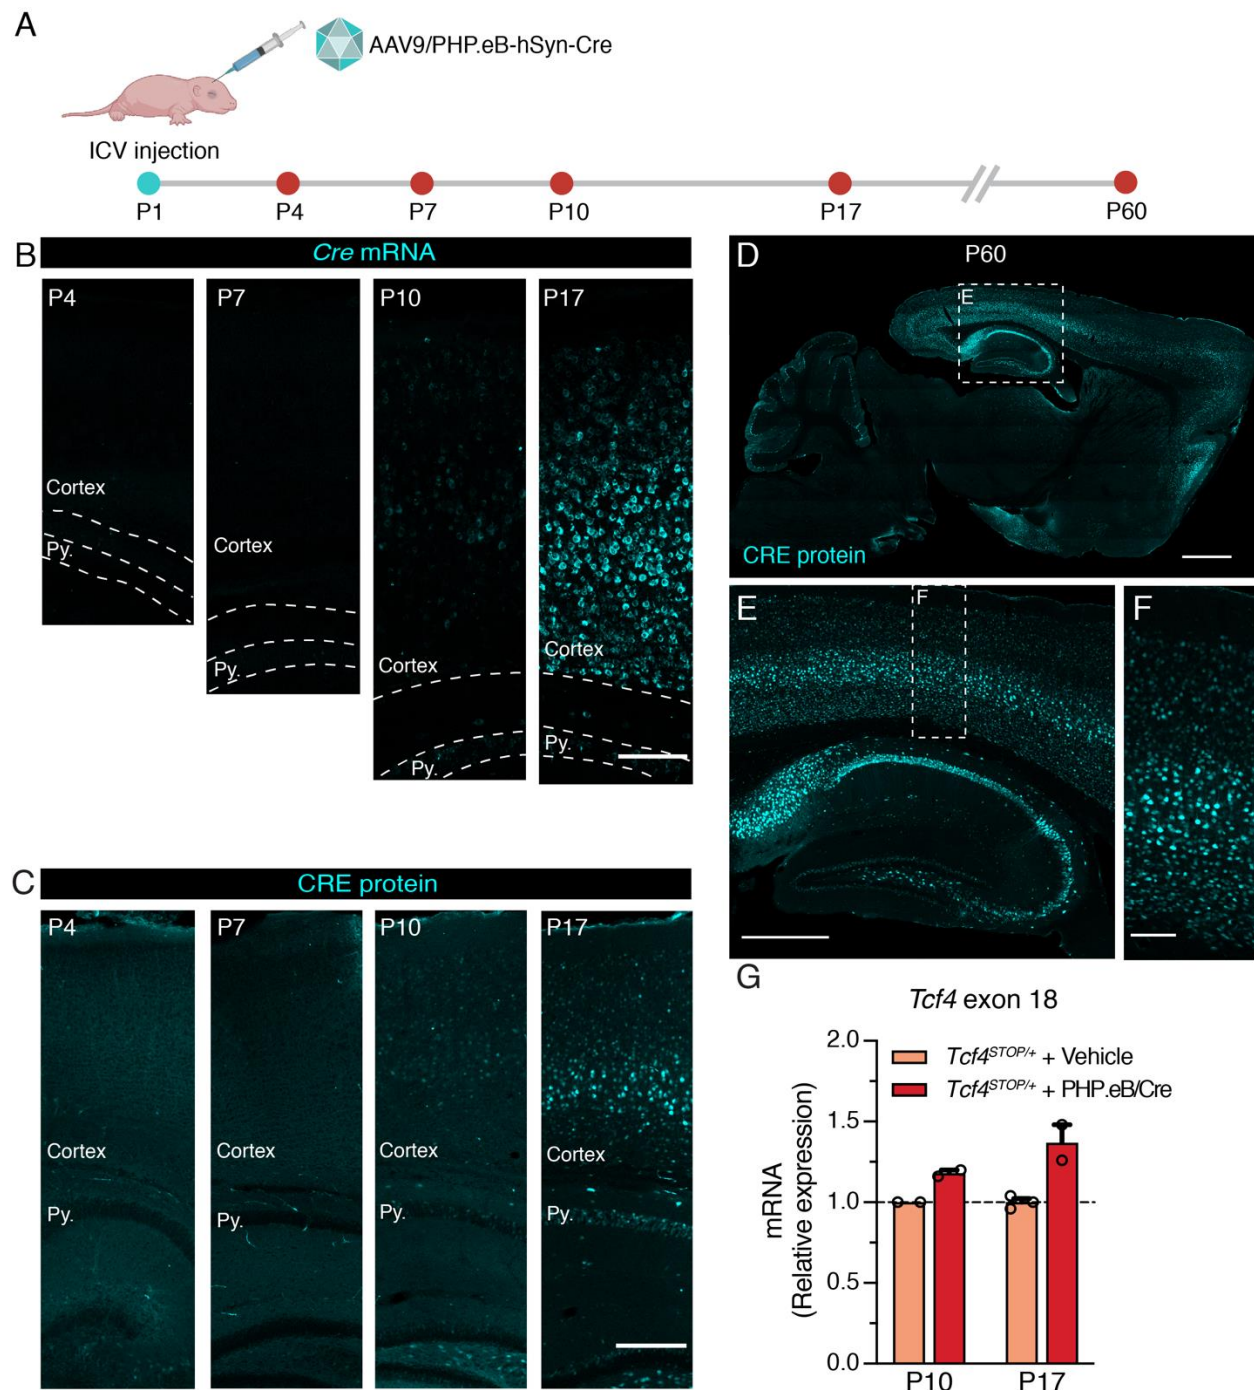 A
AAV9/PHP.eB-hSyn-Cre
ICV injection
P1 P4 P7 P10 P17 P60
B
Cre mRNA
P4 P7 P10 P17
Cortex Cortex Cortex Cortex
Py. Py. Py. Py.
C
CRE protein
P4 P7 P10 P17
Cortex Cortex Cortex Cortex
Py. Py. Py. Py.
D
P60
E
CRE protein
E
F
F
G
Tcf4 exon 18
2.0
1.5
1.0
0.5
0.0
mRNA
(Relative expression)
Tcf4STOP/+ + Vehicle
Tcf4STOP/+ + PHP.eB/Cre
P10 P17